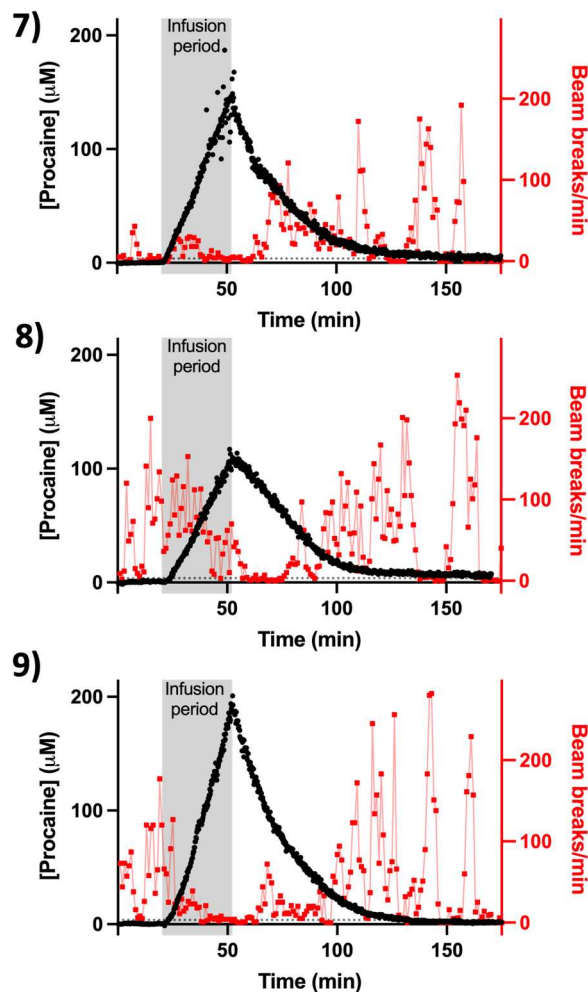 7)
Infusion
period
200
100
0
[Procaine] (µM)
200
100
0
Beam breaks/min
50
100
150
Time (min)
8)
Infusion
period
200
100
0
[Procaine] (µM)
200
100
0
Beam breaks/min
50
100
150
Time (min)
9)
Infusion
period
200
100
0
[Procaine] (µM)
200
100
0
Beam breaks/min
50
100
150
Time (min)